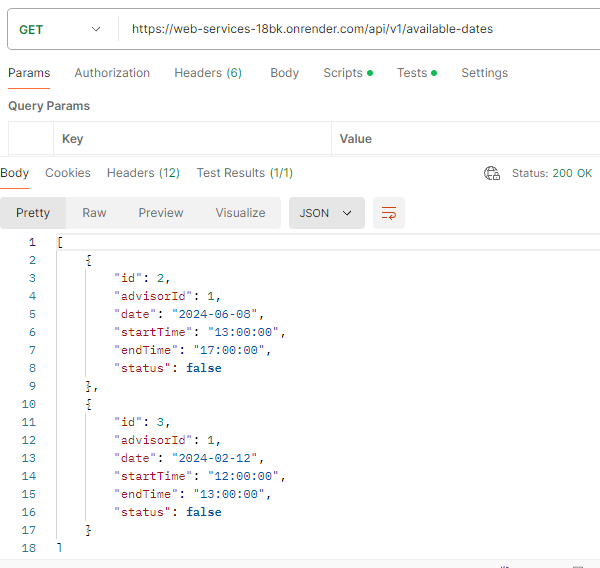 GET https://web-services-18bk.onrender.com/api/v1/available-dates
Params Authorization Headers (6) Body Scripts Tests Settings
Query Params
Key Value
Body Cookies Headers (12) Test Results (1/1) Status: 200 OK
Pretty Raw Preview Visualize JSON
1 [
2 {
3 "id": 2,
4 "advisorId": 1,
5 "date": "2024-06-08",
6 "startTime": "13:00:00",
7 "endTime": "17:00:00",
8 "status": false
9 },
10 {
11 "id": 3,
12 "advisorId": 1,
13 "date": "2024-02-12",
14 "startTime": "12:00:00",
15 "endTime": "13:00:00",
16 "status": false
17 }
18 ]